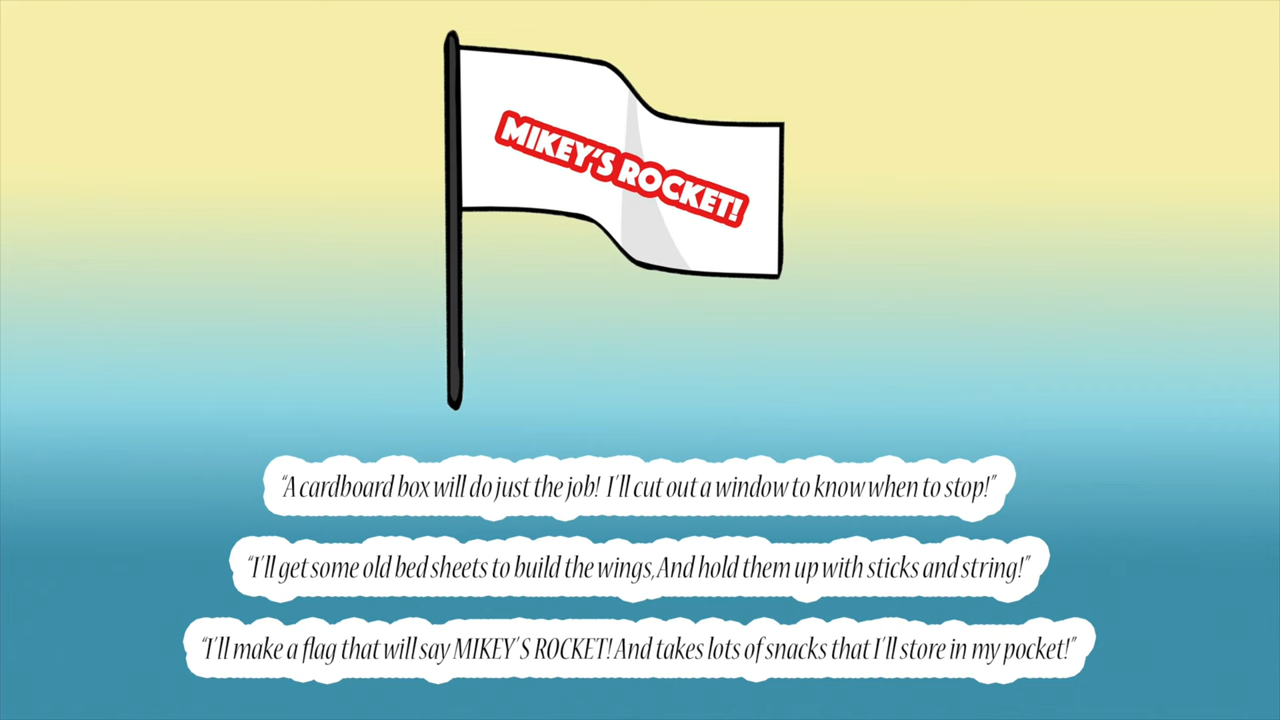 MIKEY'S ROCKET!
“A cardboard box will do just the job! I'll cut out a window to know when to stop!”
“I'll get some old bed sheets to build the wings,And hold them up with sticks and string!”
“I'll make a flag that will say MIKEY'S ROCKET! And takes lots of snacks that I'll store in my pocket!”